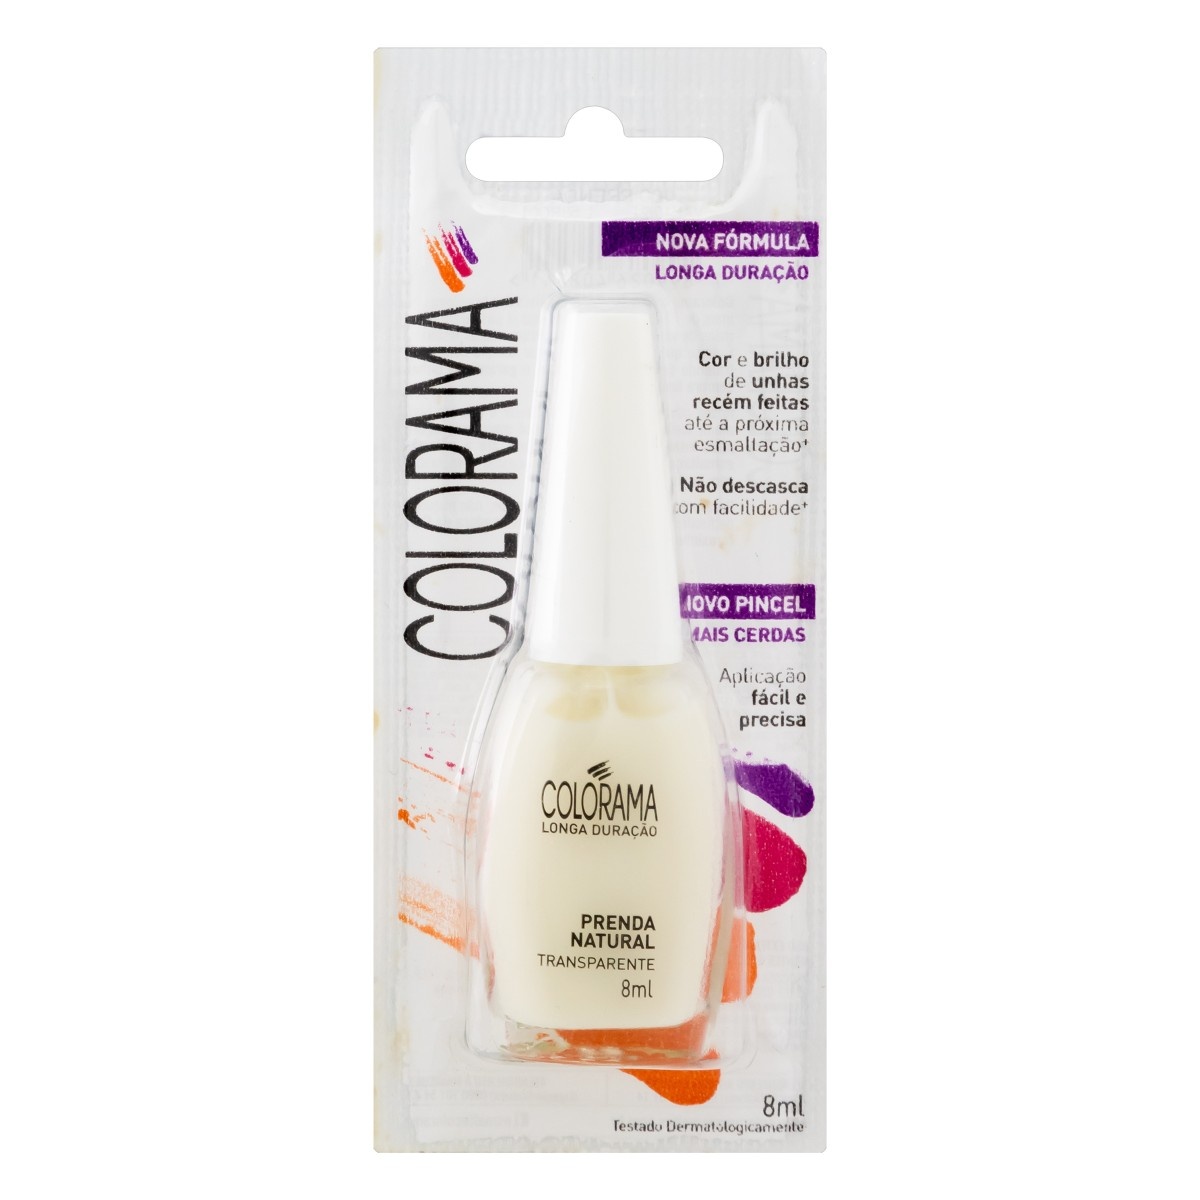 COLORAMA
NOVA FÓRMULA
LONGA DURAÇÃO
Cor e brilho
de unhas
recém feitas
até a próxima
esmaltação+
Não descasca
com facilidade+
NOVO PINCEL
MAIS CERDAS
Aplicação
fácil e
precisa
COLORAMA
LONGA DURAÇÃO
PRENDA
NATURAL
TRANSPARENTE
8ml
8ml
Testado Dermatologicamente